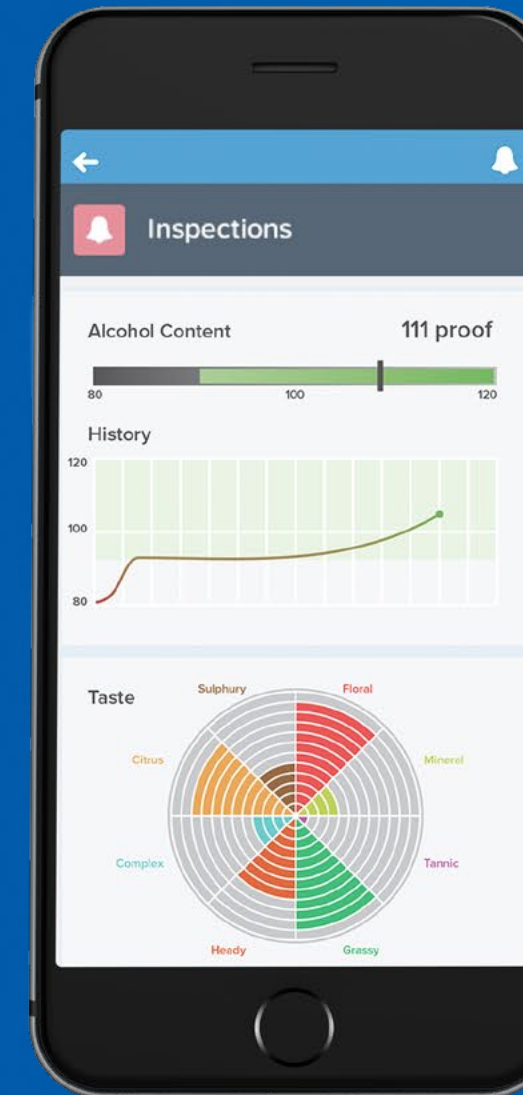 Inspections
Alcohol Content 111 proof
80 100 120
History
120
100
80
Taste
Sulphury Floral
Citrus Mineral
Complex Tannic
Heady Grassy